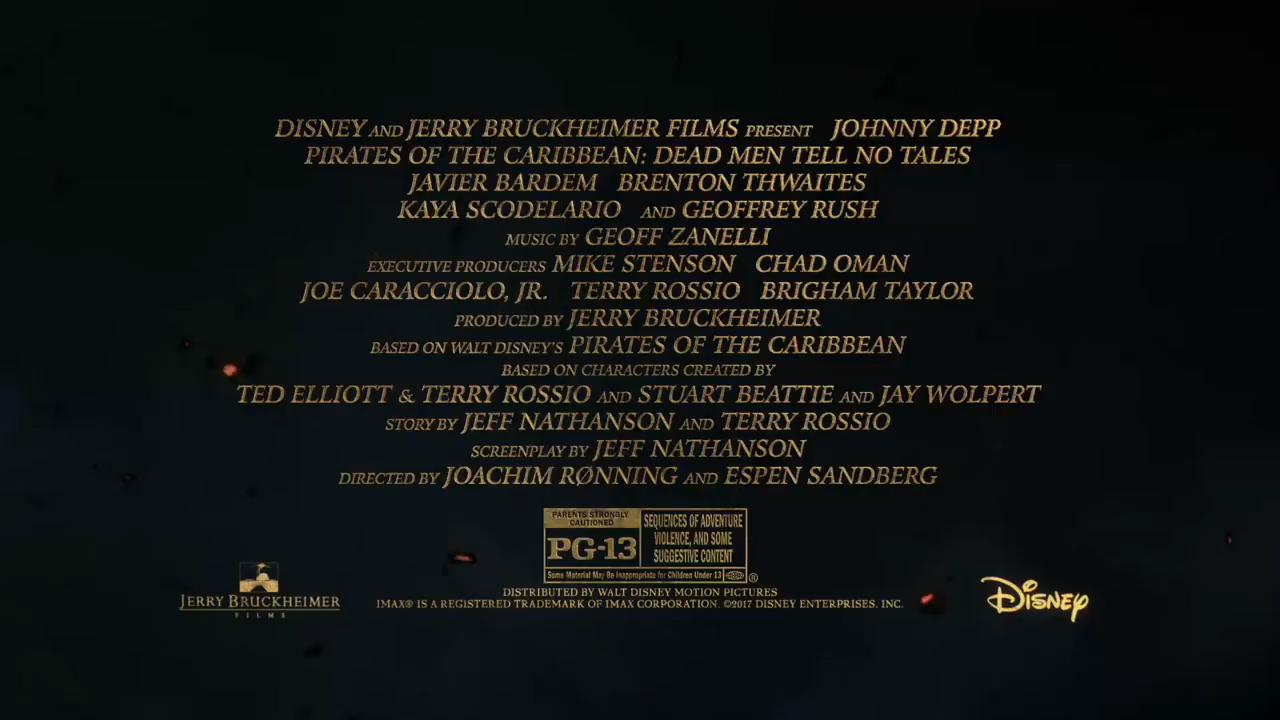 DISNEY AND JERRY BRUCKHEIMER FILMS PRESENT JOHNNY DEPP
PIRATES OF THE CARIBBEAN: DEAD MEN TELL NO TALES
JAVIER BARDEM BRENTON THWAITES
KAYA SCODELARIO AND GEOFFREY RUSH
MUSIC BY GEOFF ZANELLI
EXECUTIVE PRODUCERS MIKE STENSON CHAD OMAN
JOE CARACCIOLO, JR. TERRY ROSSIO BRIGHAM TAYLOR
PRODUCED BY JERRY BRUCKHEIMER
BASED ON WALT DISNEY'S PIRATES OF THE CARIBBEAN
BASED ON CHARACTERS CREATED BY
TED ELLIOTT & TERRY ROSSIO AND STUART BEATTIE AND JAY WOLPERT
STORY BY JEFF NATHANSON AND TERRY ROSSIO
SCREENPLAY BY JEFF NATHANSON
DIRECTED BY JOACHIM RØNNING AND ESPEN SANDBERG
PARENTS STRONGLY CAUTIONED
PG-13
SEQUENCES OF ADVENTURE
VIOLENCE, AND SOME
SUGGESTIVE CONTENT
Some Material May Be Inappropriate for Children Under 13 ®
DISTRIBUTED BY WALT DISNEY MOTION PICTURES
IMAX® IS A REGISTERED TRADEMARK OF IMAX CORPORATION. ©2017 DISNEY ENTERPRISES. INC.
JERRY BRUCKHEIMER
FILMS
Disney